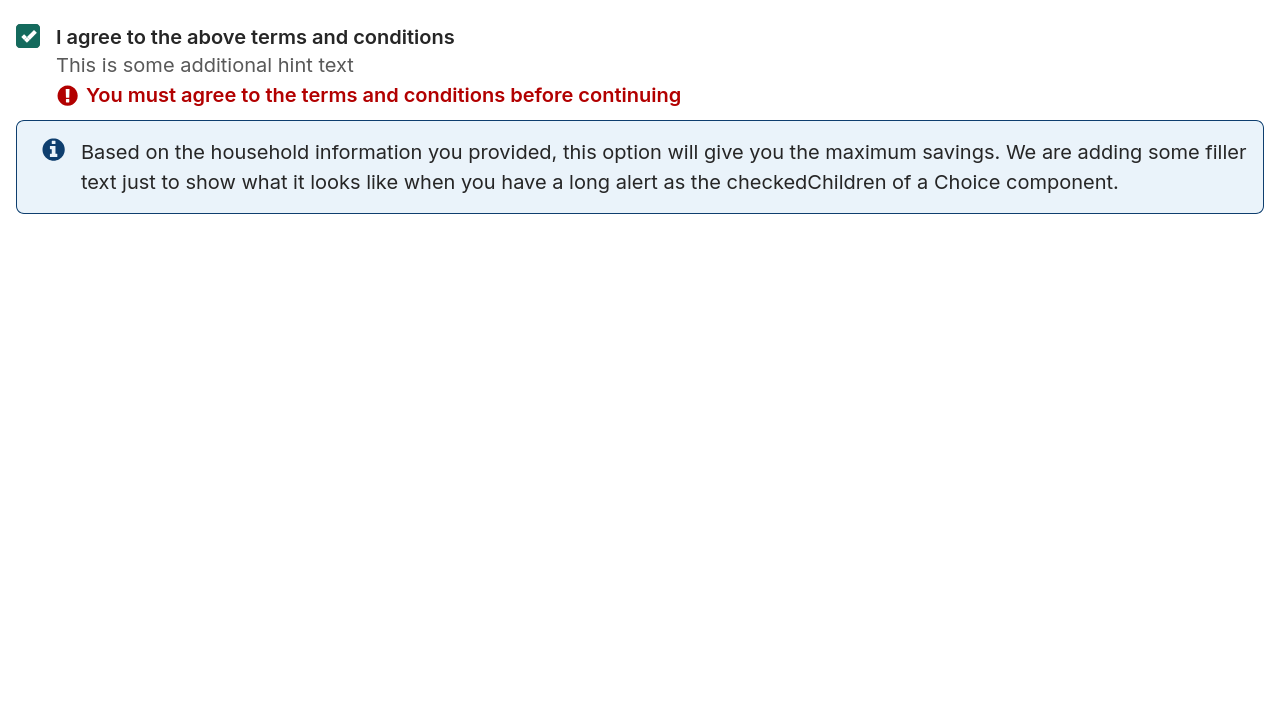 I agree to the above terms and conditions
This is some additional hint text
You must agree to the terms and conditions before continuing
Based on the household information you provided, this option will give you the maximum savings. We are adding some filler
text just to show what it looks like when you have a long alert as the checkedChildren of a Choice component.